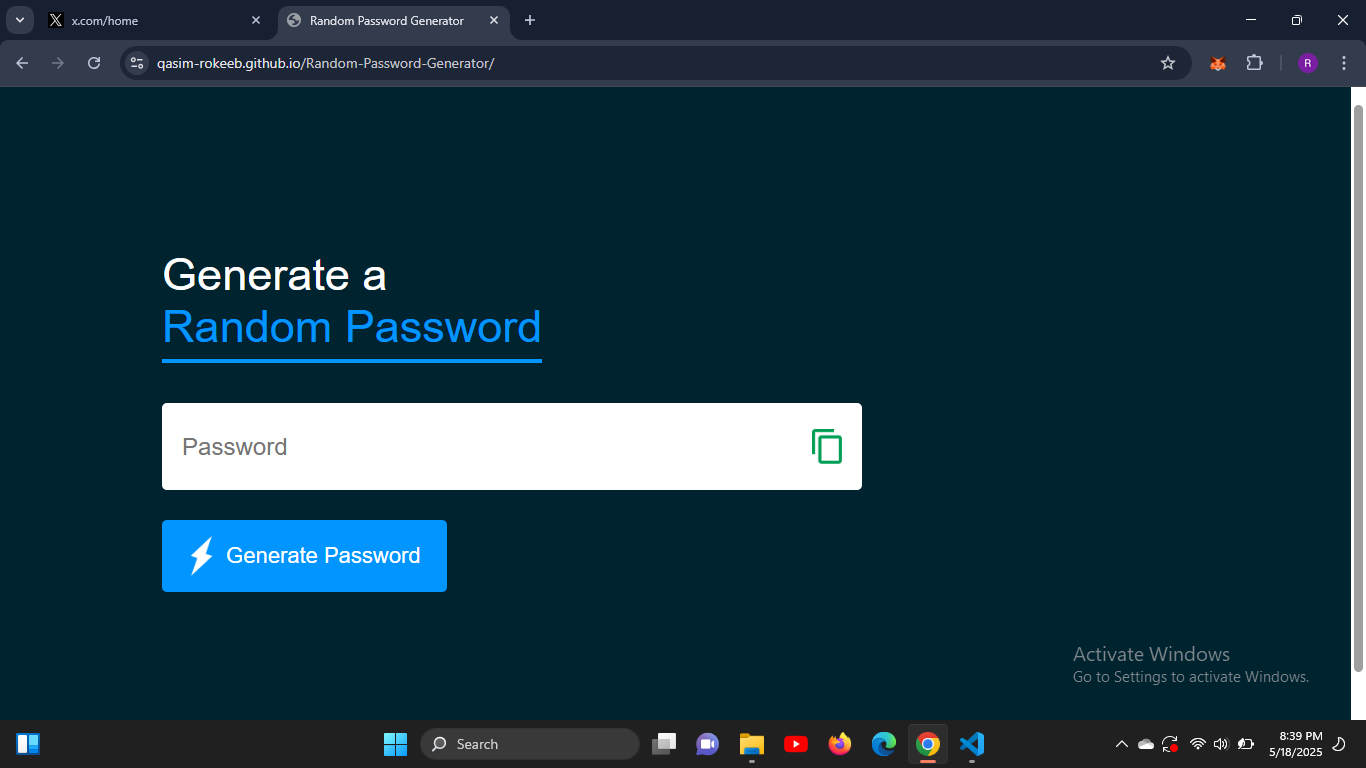 x.com/home
Random Password Generator
qasim-rokeeb.github.io/Random-Password-Generator/
R
Generate a
Random Password
Password
Generate Password
Activate Windows
Go to Settings to activate Windows.
Search
8:39 PM
5/18/2025